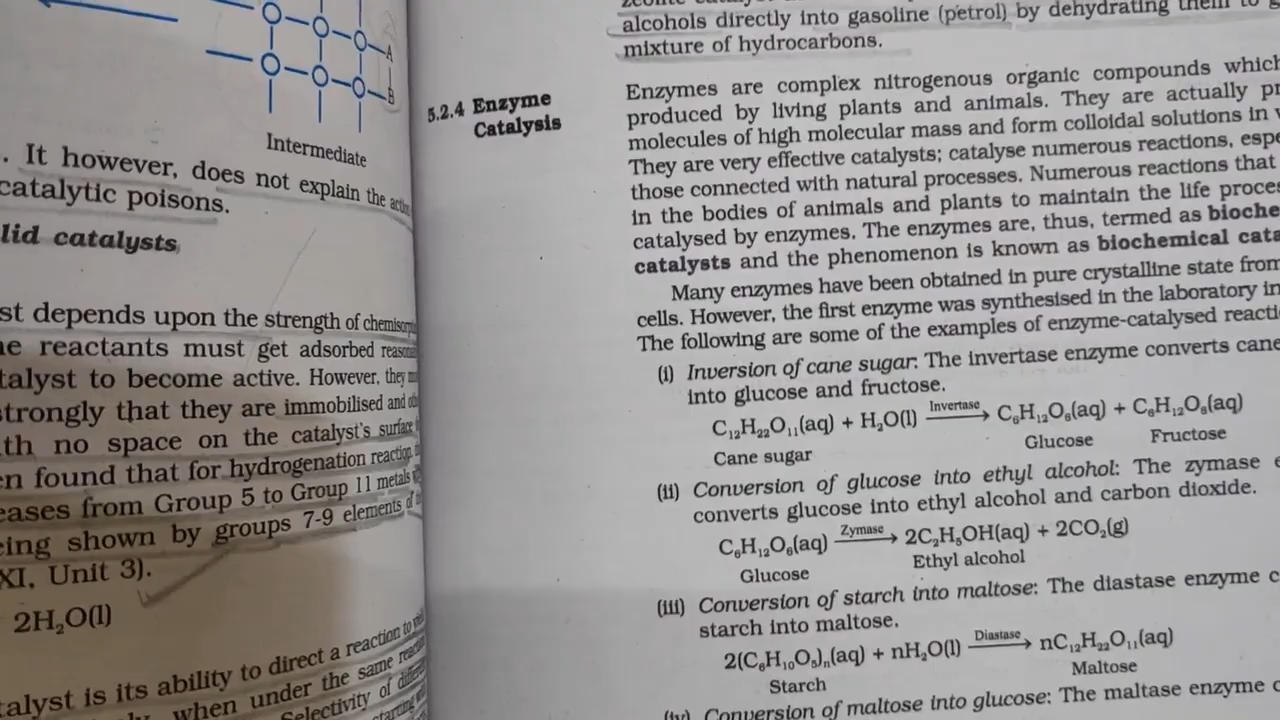 A
B
Intermediate
. It however, does not explain the
catalytic poisons.
lid catalysts
st depends upon the strength of
e reactants must get adsorbed
talyst to become active. However, they
strongly that they are immobilised and
th no space on the catalyst's surface
n found that for hydrogenation reaction,
eases from Group 5 to Group 11 metals
ing shown by groups 7-9 elements of
XI, Unit 3).
2H₂O(l)
talyst is its ability to direct a reaction to
when under the same
Selectivity of
starting
alcohols directly into gasoline (petrol) by dehydrating them to
mixture of hydrocarbons.
5.2.4 Enzyme
Catalysis
Enzymes are complex nitrogenous organic compounds which
produced by living plants and animals. They are actually pr
molecules of high molecular mass and form colloidal solutions in
They are very effective catalysts; catalyse numerous reactions, espe
those connected with natural processes. Numerous reactions that
in the bodies of animals and plants to maintain the life proce
catalysed by enzymes. The enzymes are, thus, termed as bioche
catalysts and the phenomenon is known as biochemical cata
Many enzymes have been obtained in pure crystalline state from
cells. However, the first enzyme was synthesised in the laboratory in
The following are some of the examples of enzyme-catalysed reacti
(i) Inversion of cane sugar: The invertase enzyme converts cane
into glucose and fructose.
C₁₂H₂₂O₁₁(aq) + H₂O(l) Invertase → C₆H₁₂O₆(aq) + C₆H₁₂O₆(aq)
Cane sugar Glucose Fructose
(ii) Conversion of glucose into ethyl alcohol: The zymase e
converts glucose into ethyl alcohol and carbon dioxide.
C₆H₁₂O₆(aq) Zymase → 2C₂H₅OH(aq) + 2CO₂(g)
Glucose Ethyl alcohol
(iii) Conversion of starch into maltose: The diastase enzyme c
starch into maltose.
2(C₆H₁₀O₅)ₙ(aq) + nH₂O(l) Diastase → nC₁₂H₂₂O₁₁(aq)
Starch Maltose
(iv) Conversion of maltose into glucose: The maltase enzyme c